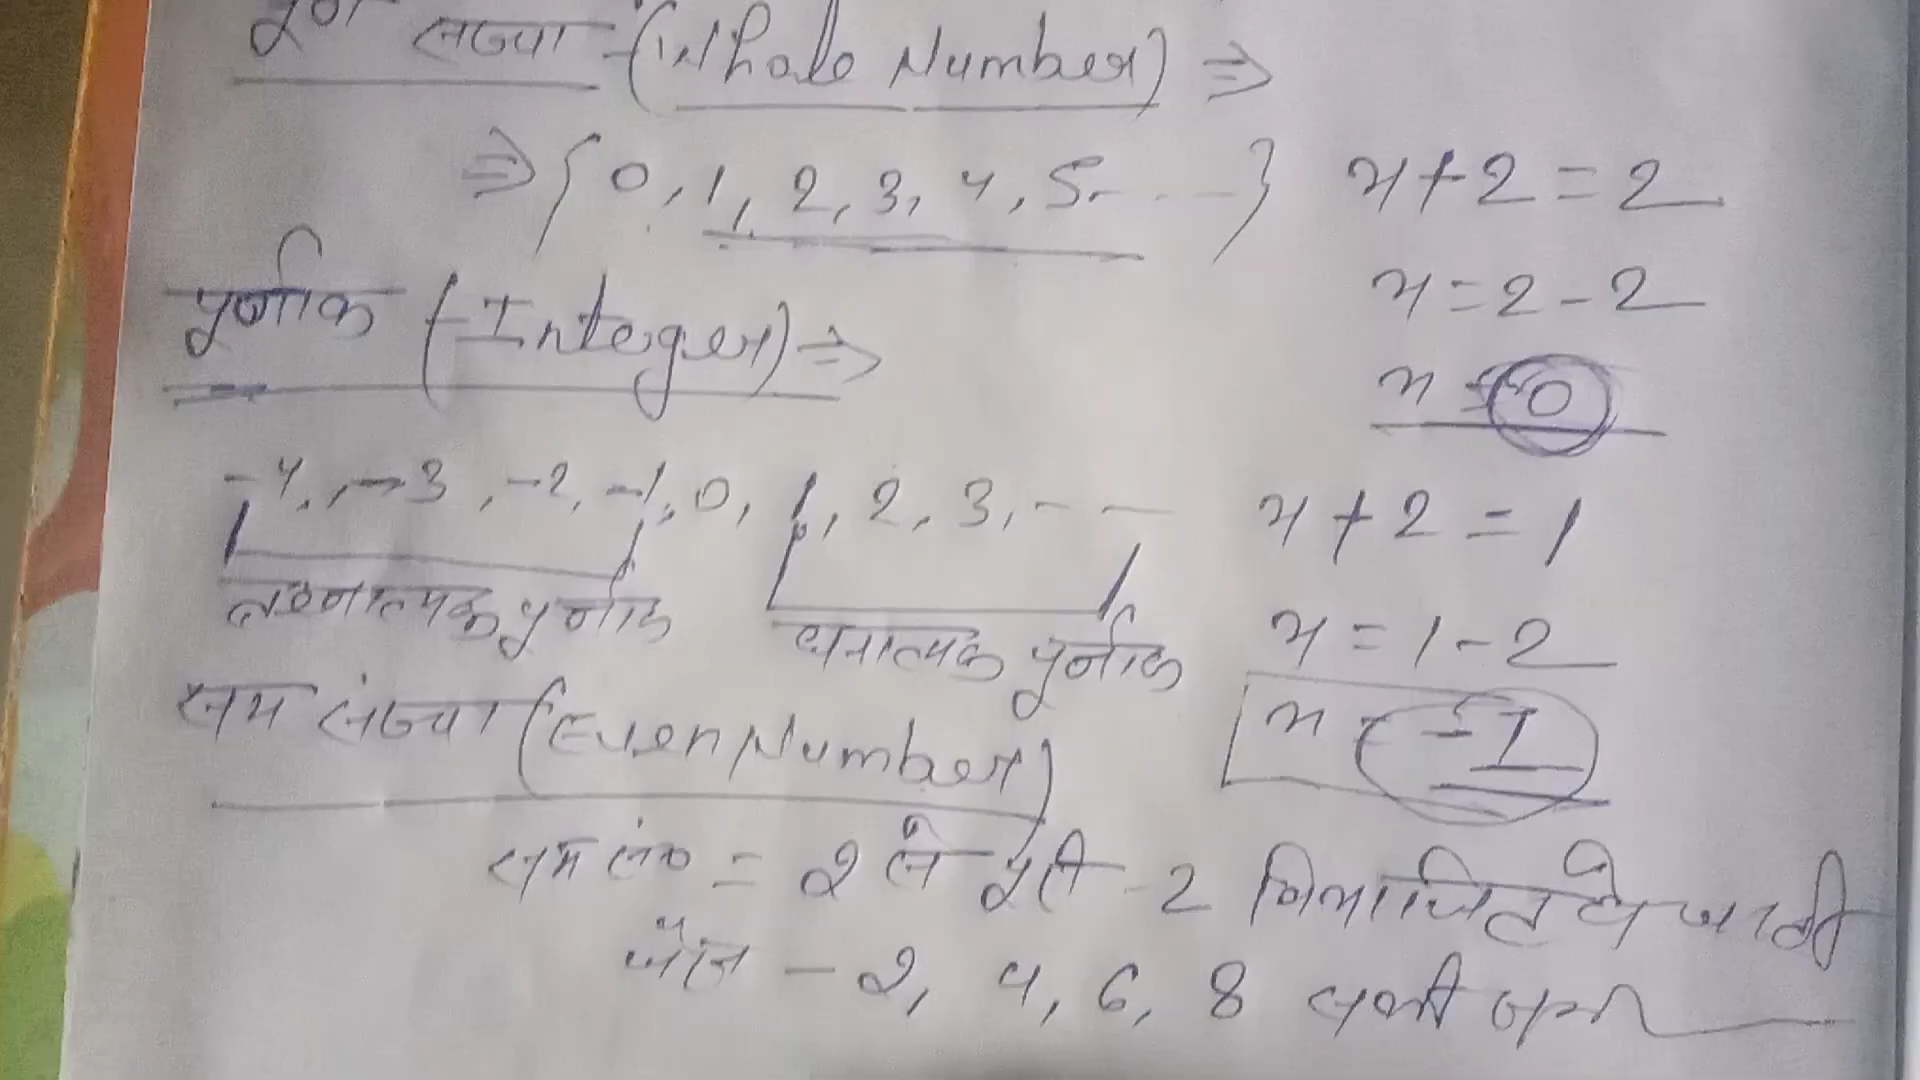 पूर्ण संख्या (Whole Number) ⇒
⇒ { 0, 1, 2, 3, 4, 5. - - - }
x + 2 = 2
x = 2 - 2
x = 0
पूर्णांक (Integer) ⇒
-4, -3, -2, -1, 0, 1, 2, 3, - -
ऋणात्मक पूर्णांक धनात्मक पूर्णांक
x + 2 = 1
x = 1 - 2
x = -1
सम संख्या (Even Number)
सम सं० = 2 से पूरी - 2 विभाजित हो जाती
जैसे - 2, 4, 6, 8